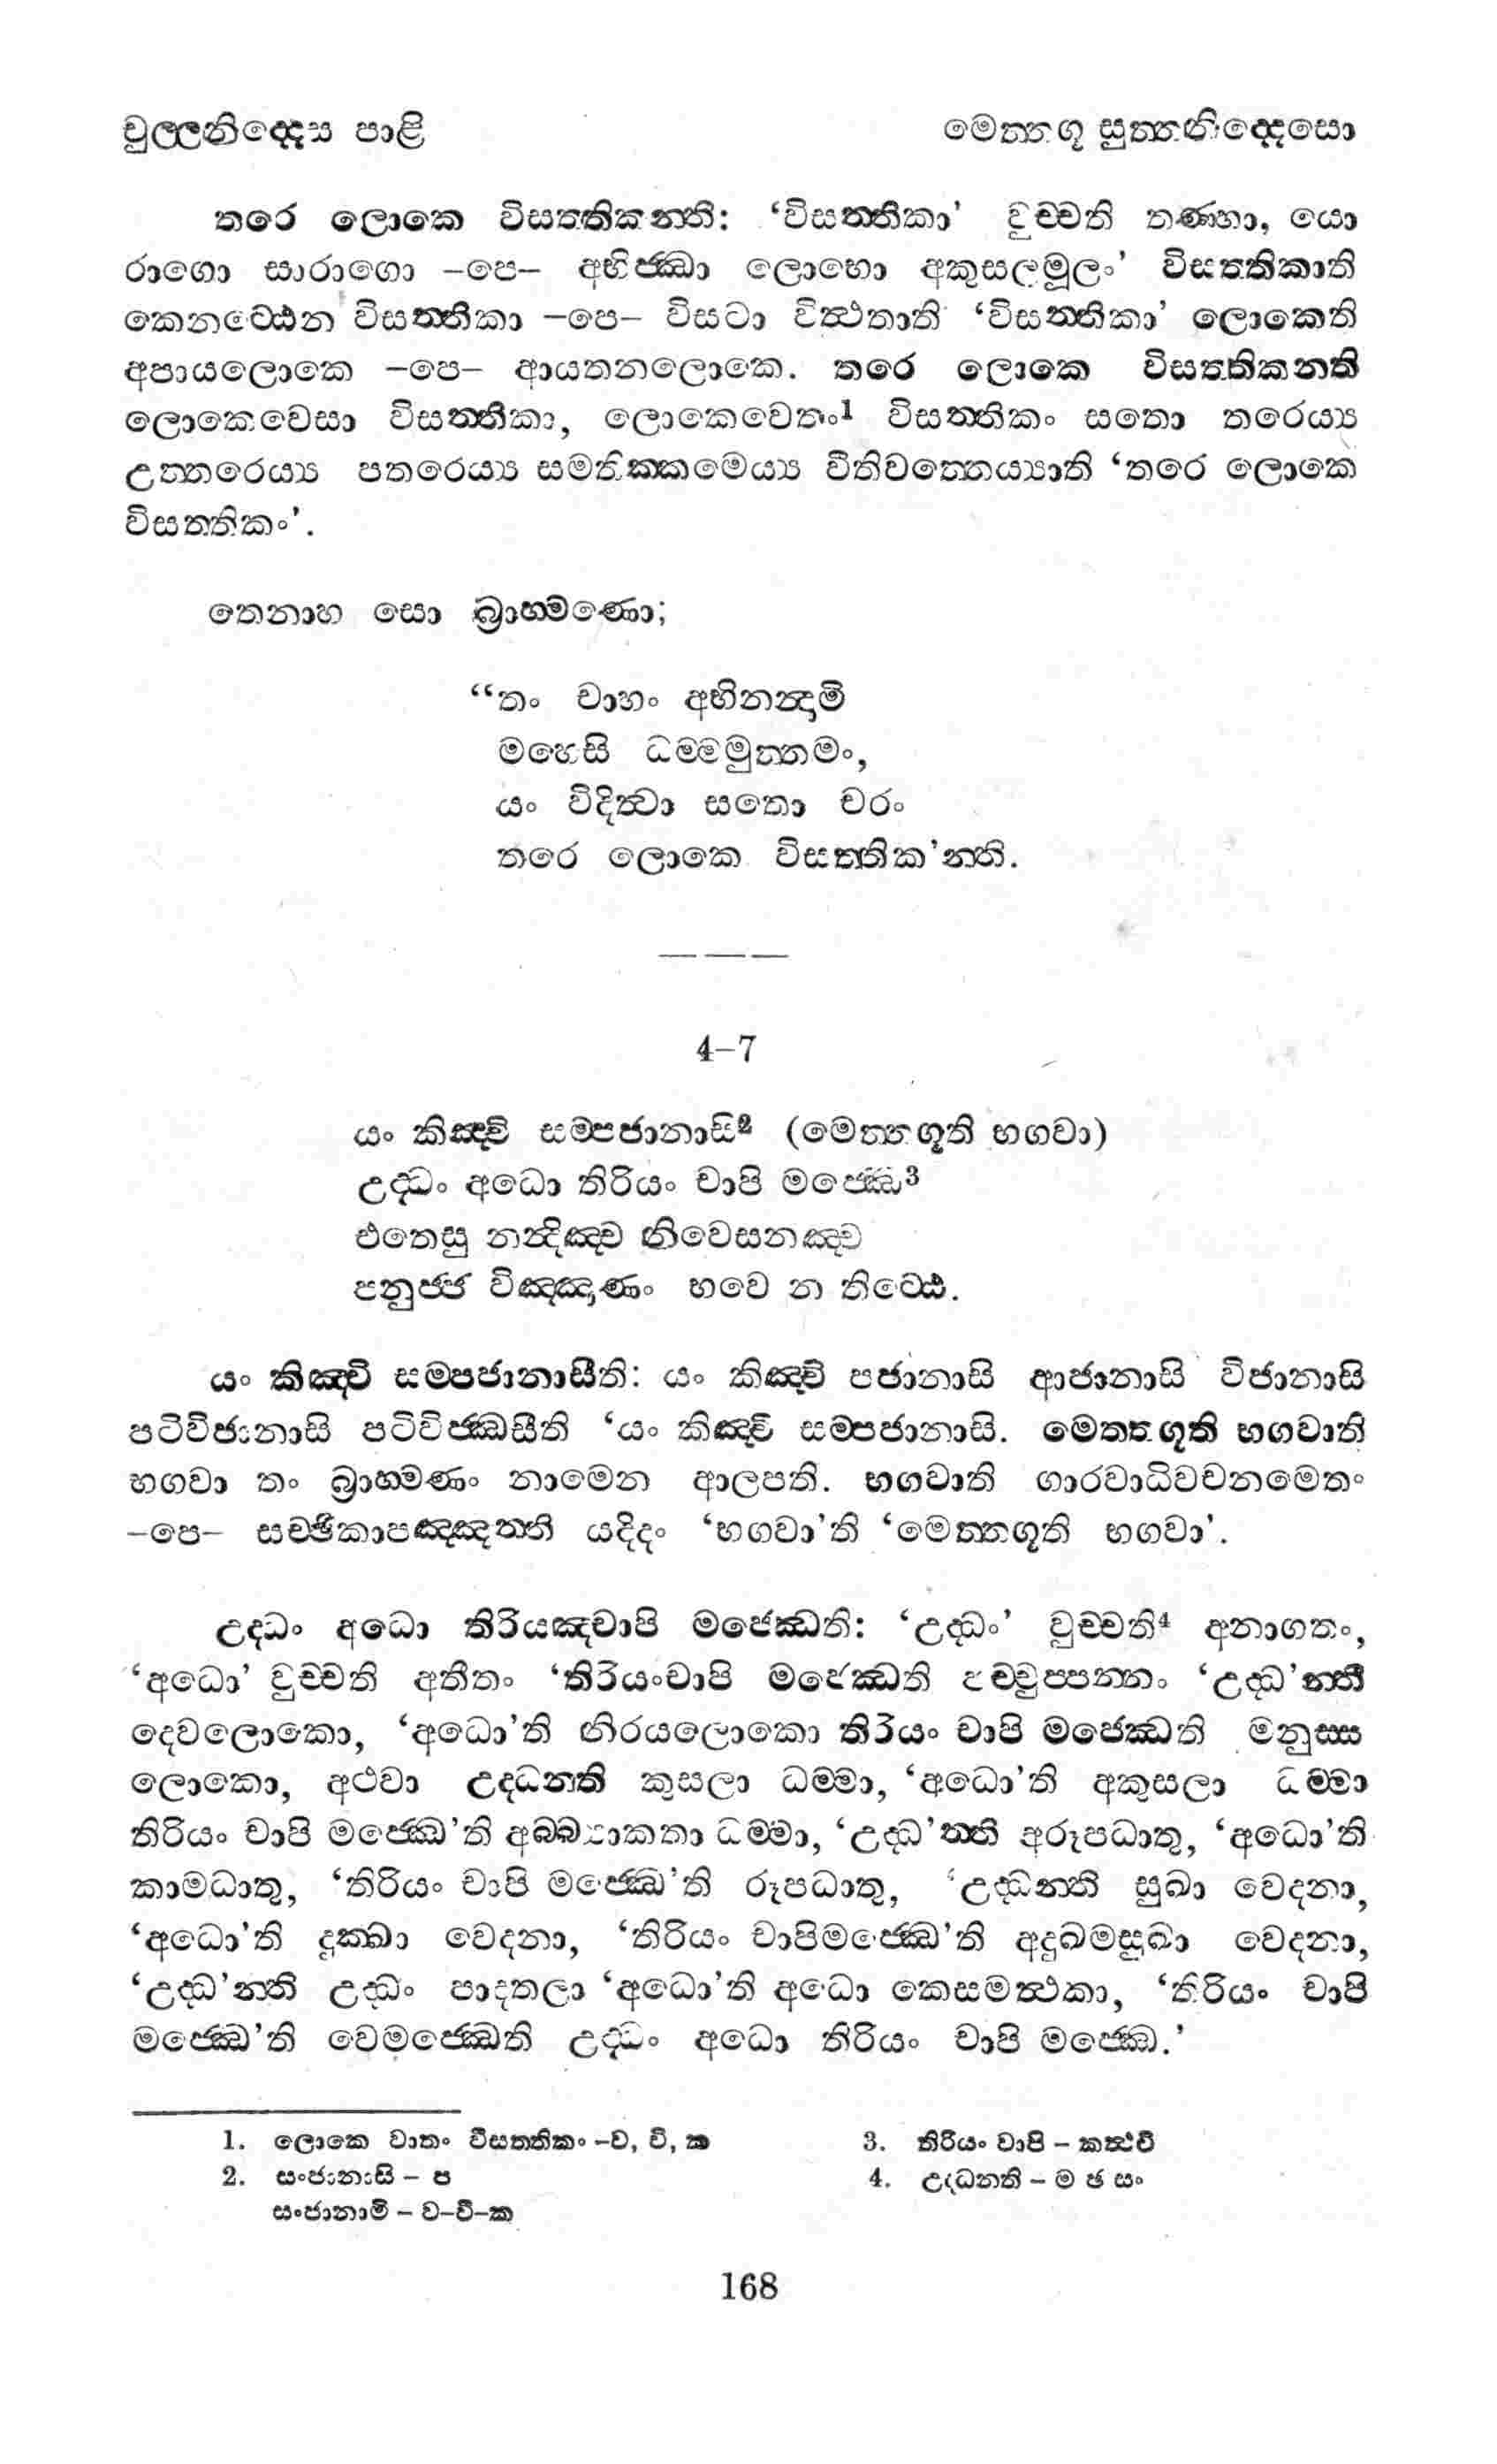 චුල්ලනිද්දෙස පාළි
මෙත්තගූ සුත්තනිද්දෙසො
තරෙ ලොකෙ විසත්තිකන්ති: ‘විසත්තිකා’ වුච්චති තණ්හා, යො
රාගො සාරාගො –පෙ– අභිජ්ඣා ලොභො අකුසලමූලං’ විසත්තිකාති
කෙනට්ඨෙන විසත්තිකා –පෙ– විසටා විත්ථතාති ‘විසත්තිකා’ ලොකෙති
අපායලොකෙ –පෙ– ආයතනලොකෙ. තරෙ ලොකෙ විසත්තිකන්ති
ලොකෙවෙසා විසත්තිකා, ලොකෙවෙතං1 විසත්තිකං සතො තරෙය්‍ය
උත්තරෙය්‍ය පතරෙය්‍ය සමතික්කමෙය්‍ය වීතිවත්තෙය්‍යාති ‘තරෙ ලොකෙ
විසත්තිකං’.
තෙනාහ සො බ්‍රාහ්මණො;
“තං චාහං අභිනන්දාමි
මහෙසි ධම්මමුත්තමං,
යං විදිත්වා සතො චරං
තරෙ ලොකෙ විසත්තික’න්ති.
4–7
යං කිඤ්චි සම්පජානාසි2 (මෙත්තගූති භගවා)
උද්ධං අධො තිරියං චාපි මජ්ඣෙ3
එතෙසු නන්දිඤ්ච නිවෙසනඤ්ච
පනුජ්ජ විඤ්ඤාණං භවෙ න තිට්ඨෙ.
යං කිඤ්චි සම්පජානාසීති: යං කිඤ්චි පජානාසි ආජානාසි විජානාසි
පටිවිජානාසි පටිවිජ්ඣසීති ‘යං කිඤ්චි සම්පජානාසි. මෙත්තගූති භගවාති
භගවා තං බ්‍රාහ්මණං නාමෙන ආලපති. භගවාති ගාරවාධිවචනමෙතං
–පෙ– සච්ඡිකාපඤ්ඤත්ති යදිදං ‘භගවා’ති ‘මෙත්තගූති භගවා’.
උද්ධං අධො තිරියඤ්චාපි මජ්ඣෙති: ‘උද්ධං’ වුච්චති4 අනාගතං,
‘අධො’ වුච්චති අතීතං ‘තිරියංචාපි මජ්ඣෙති පච්චුප්පන්නං ‘උද්ධ’න්ති
දෙවලොකො, ‘අධො’ති නිරයලොකො තිරියං චාපි මජ්ඣෙති මනුස්ස
ලොකො, අථවා උද්ධන්ති කුසලා ධම්මා, ‘අධො’ති අකුසලා ධම්මා
තිරියං චාපි මජ්ඣෙ’ති අබ්බ්‍යාකතා ධම්මා, ‘උද්ධ’න්ති අරූපධාතු, ‘අධො’ති
කාමධාතු, ‘තිරියං චාපි මජ්ඣෙ’ති රූපධාතු, ‘උද්ධන්ති සුඛා වෙදනා,
‘අධො’ති දුක්ඛා වෙදනා, ‘තිරියං චාපිමජ්ඣෙ’ති අදුඛමසුඛා වෙදනා,
‘උද්ධ’න්ති උද්ධං පාදතලා ‘අධො’ති අධො කෙසමත්ථකා, ‘තිරියං චාපි
මජ්ඣෙ’ති වෙමජ්ඣෙති උද්ධං අධො තිරියං චාපි මජ්ඣෙ.’
1. ලොකෙ වාතං විසත්තිකං –ව, වි, ක
2. සංජානාසි – ප
සංජානාමි – ව–වි–ක
3. තිරියං වාපි – කත්ථචි
4. උද්ධන්ති – ම ඡ සං
168